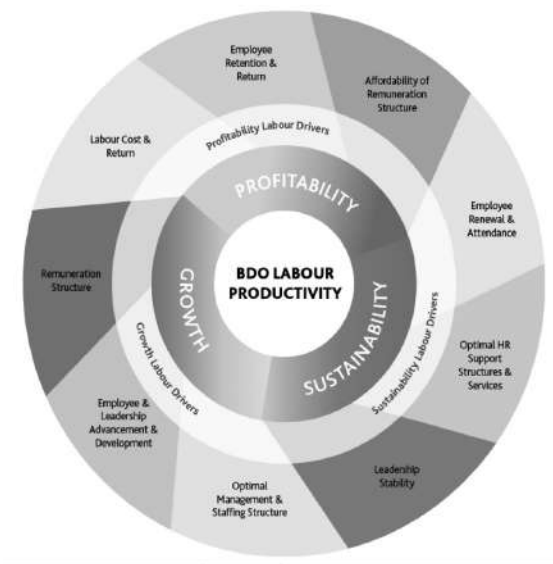 BDO LABOUR
PRODUCTIVITY
PROFITABILITY
SUSTAINABILITY
GROWTH
Profitability Labour Drivers
Sustainability Labour Drivers
Growth Labour Drivers
Employee
Retention &
Return
Affordability of
Remuneration
Structure
Employee
Renewal &
Attendance
Optimal HR
Support
Structures &
Services
Leadership
Stability
Optimal
Management &
Staffing Structure
Employee &
Leadership
Advancement &
Development
Remuneration
Structure
Labour Cost &
Return